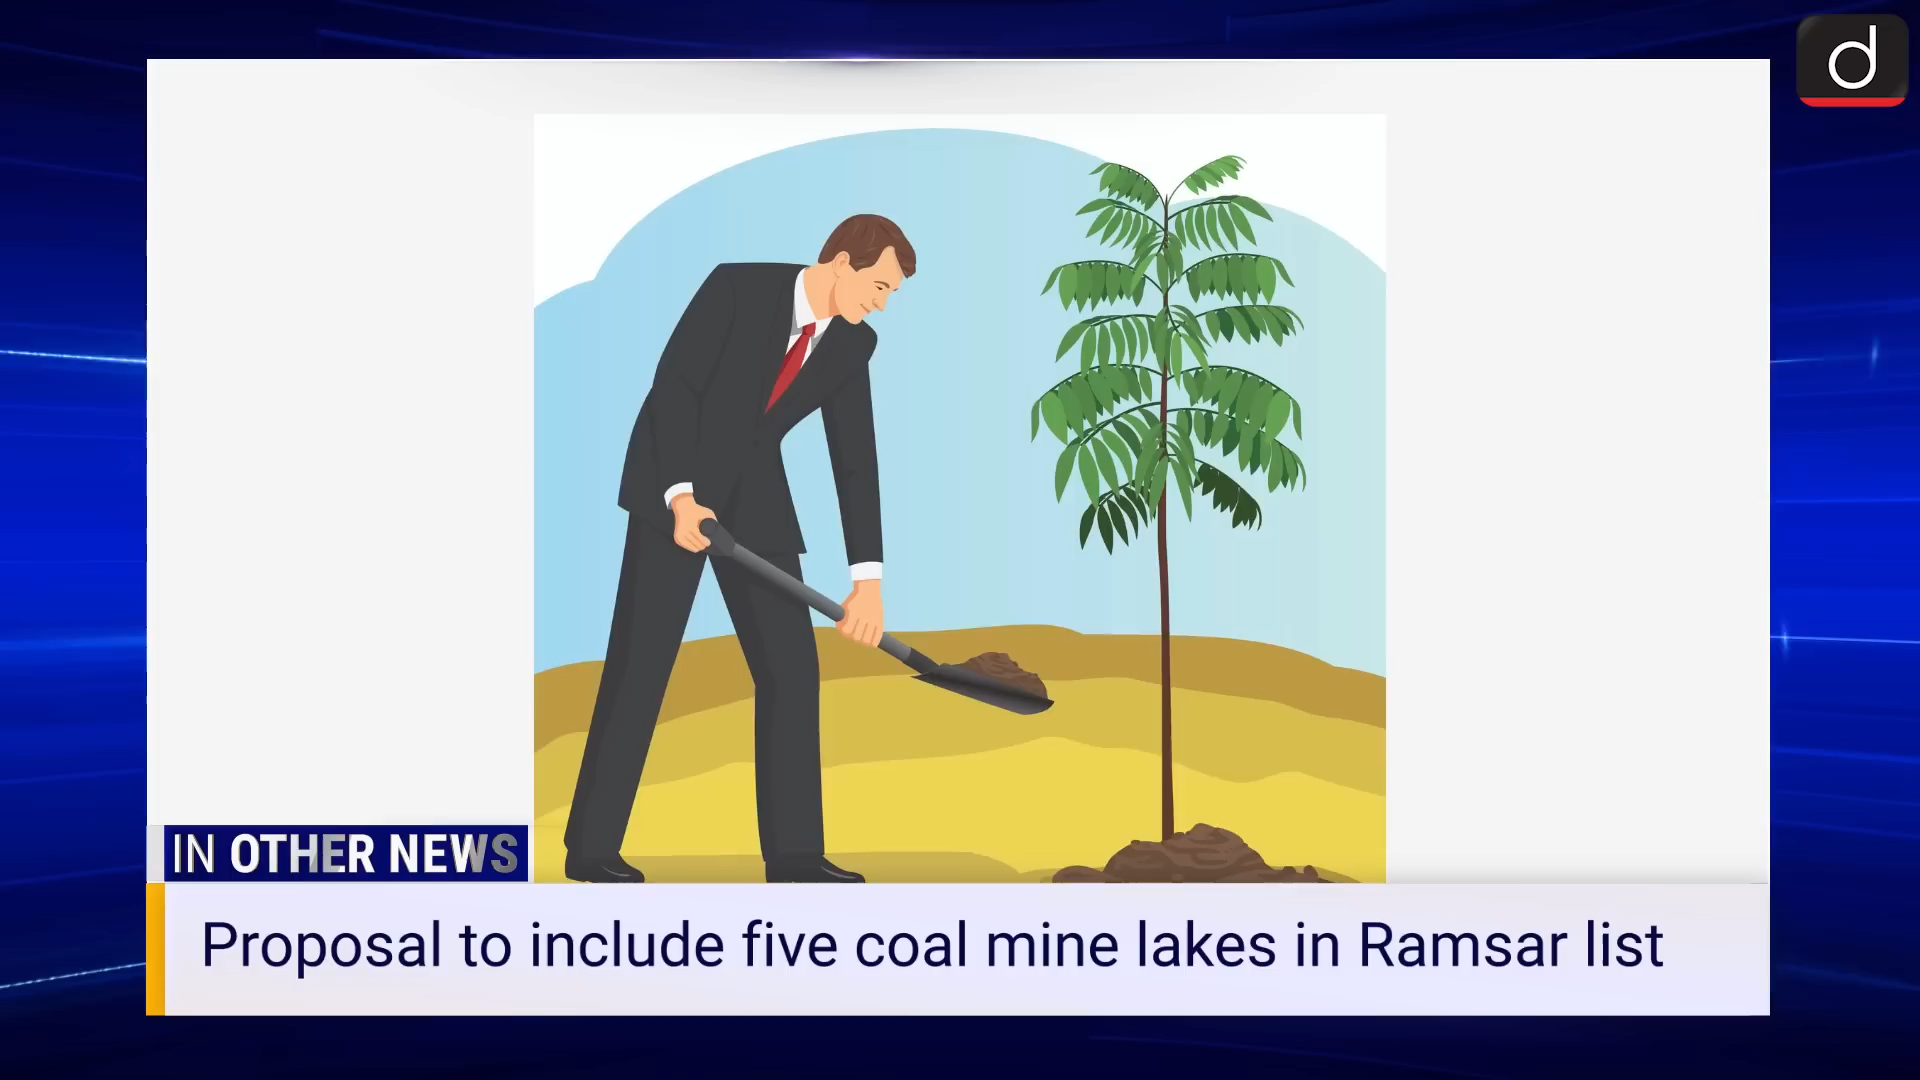 d
IN OTHER NEWS
Proposal to include five coal mine lakes in Ramsar list